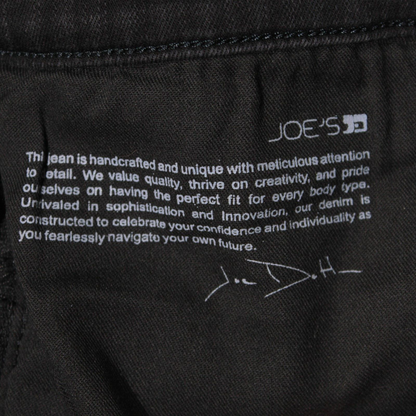 JOE'S
This jean is handcrafted and unique with meticulous attention
to detail. We value quality, thrive on creativity, and pride
ourselves on having the perfect fit for every body type.
Unrivaled in sophistication and Innovation, our denim is
constructed to celebrate your confidence and individuality as
you fearlessly navigate your own future.
Joe